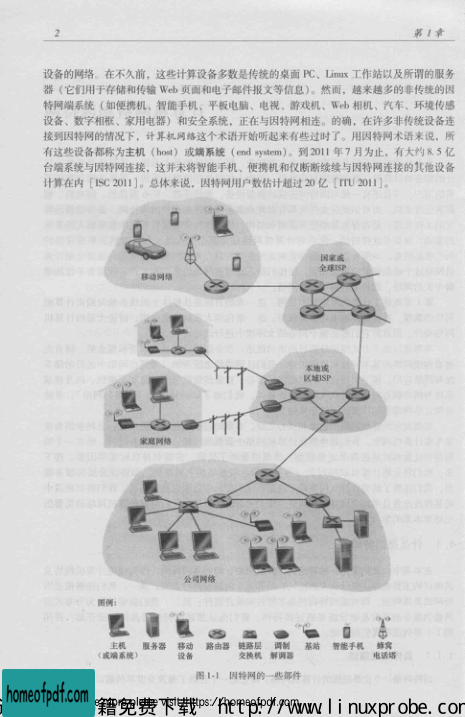 2
第1章
设备的网络。在不久前，这些计算设备多数是传统的桌面 PC、Linux 工作站以及所谓的服务
器（它们用于存储和传输 Web 页面和电子邮件报文等信息）。然而，越来越多的非传统的因
特网端系统（如便携机、智能手机、平板电脑、电视、游戏机、Web 相机、汽车、环境传感
设备、数字相框、家用电器）和安全系统，正在与因特网相连。的确，在许多非传统设备连
接到因特网的情况下，计算机网络这个术语开始听起来有些过时了。用因特网术语来说，所
有这些设备都称为主机（host）或端系统（end system）。到 2011 年 7 月为止，有大约 8.5 亿
台端系统与因特网连接，这并未将智能手机、便携机和仅断断续续与因特网连接的其他设备
计算在内［ISC 2011］。总体来说，因特网用户数估计超过 20 亿［ITU 2011］。
移动网络
国家或
全球ISP
本地或
区域ISP
家庭网络
公司网络
图例：
主机
（或端系统）
服务器
移动
设备
路由器
链路层
交换机
调制
解调器
基站
智能手机
蜂窝
电话塔
图 1-1 因特网的一些部件
homeofpdf.com
visit: https://homeofpdf.com
籍免费下载 http://www.linuxprobe.com